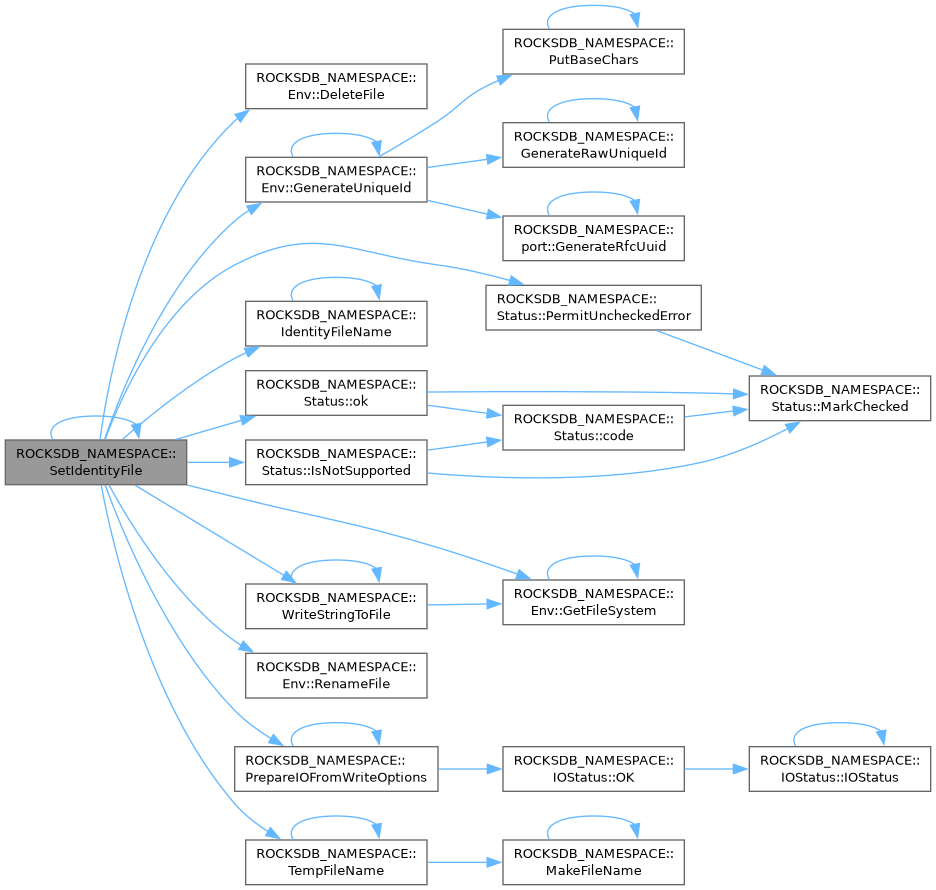 ROCKSDB_NAMESPACE::
SetIdentityFile
ROCKSDB_NAMESPACE::
Env::DeleteFile
ROCKSDB_NAMESPACE::
Env::GenerateUniqueId
ROCKSDB_NAMESPACE::
PutBaseChars
ROCKSDB_NAMESPACE::
GenerateRawUniqueId
ROCKSDB_NAMESPACE::
port::GenerateRfcUuid
ROCKSDB_NAMESPACE::
Status::PermitUncheckedError
ROCKSDB_NAMESPACE::
IdentityFileName
ROCKSDB_NAMESPACE::
Status::ok
ROCKSDB_NAMESPACE::
Status::MarkChecked
ROCKSDB_NAMESPACE::
Status::code
ROCKSDB_NAMESPACE::
Status::IsNotSupported
ROCKSDB_NAMESPACE::
WriteStringToFile
ROCKSDB_NAMESPACE::
Env::GetFileSystem
ROCKSDB_NAMESPACE::
Env::RenameFile
ROCKSDB_NAMESPACE::
PrepareIOFromWriteOptions
ROCKSDB_NAMESPACE::
IOStatus::OK
ROCKSDB_NAMESPACE::
IOStatus::IOStatus
ROCKSDB_NAMESPACE::
TempFileName
ROCKSDB_NAMESPACE::
MakeFileName